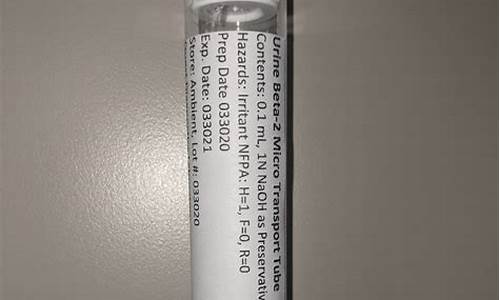 Urine Beta-2 Micro Transport Tube
Contents: 0.1 mL, 1N NaOH as Preservativ
Hazards: Irritant NFPA: H=1, F=0, R=0
Prep Date 033020
Exp. Date: 033021
Store: Ambient, Lot #: 033020